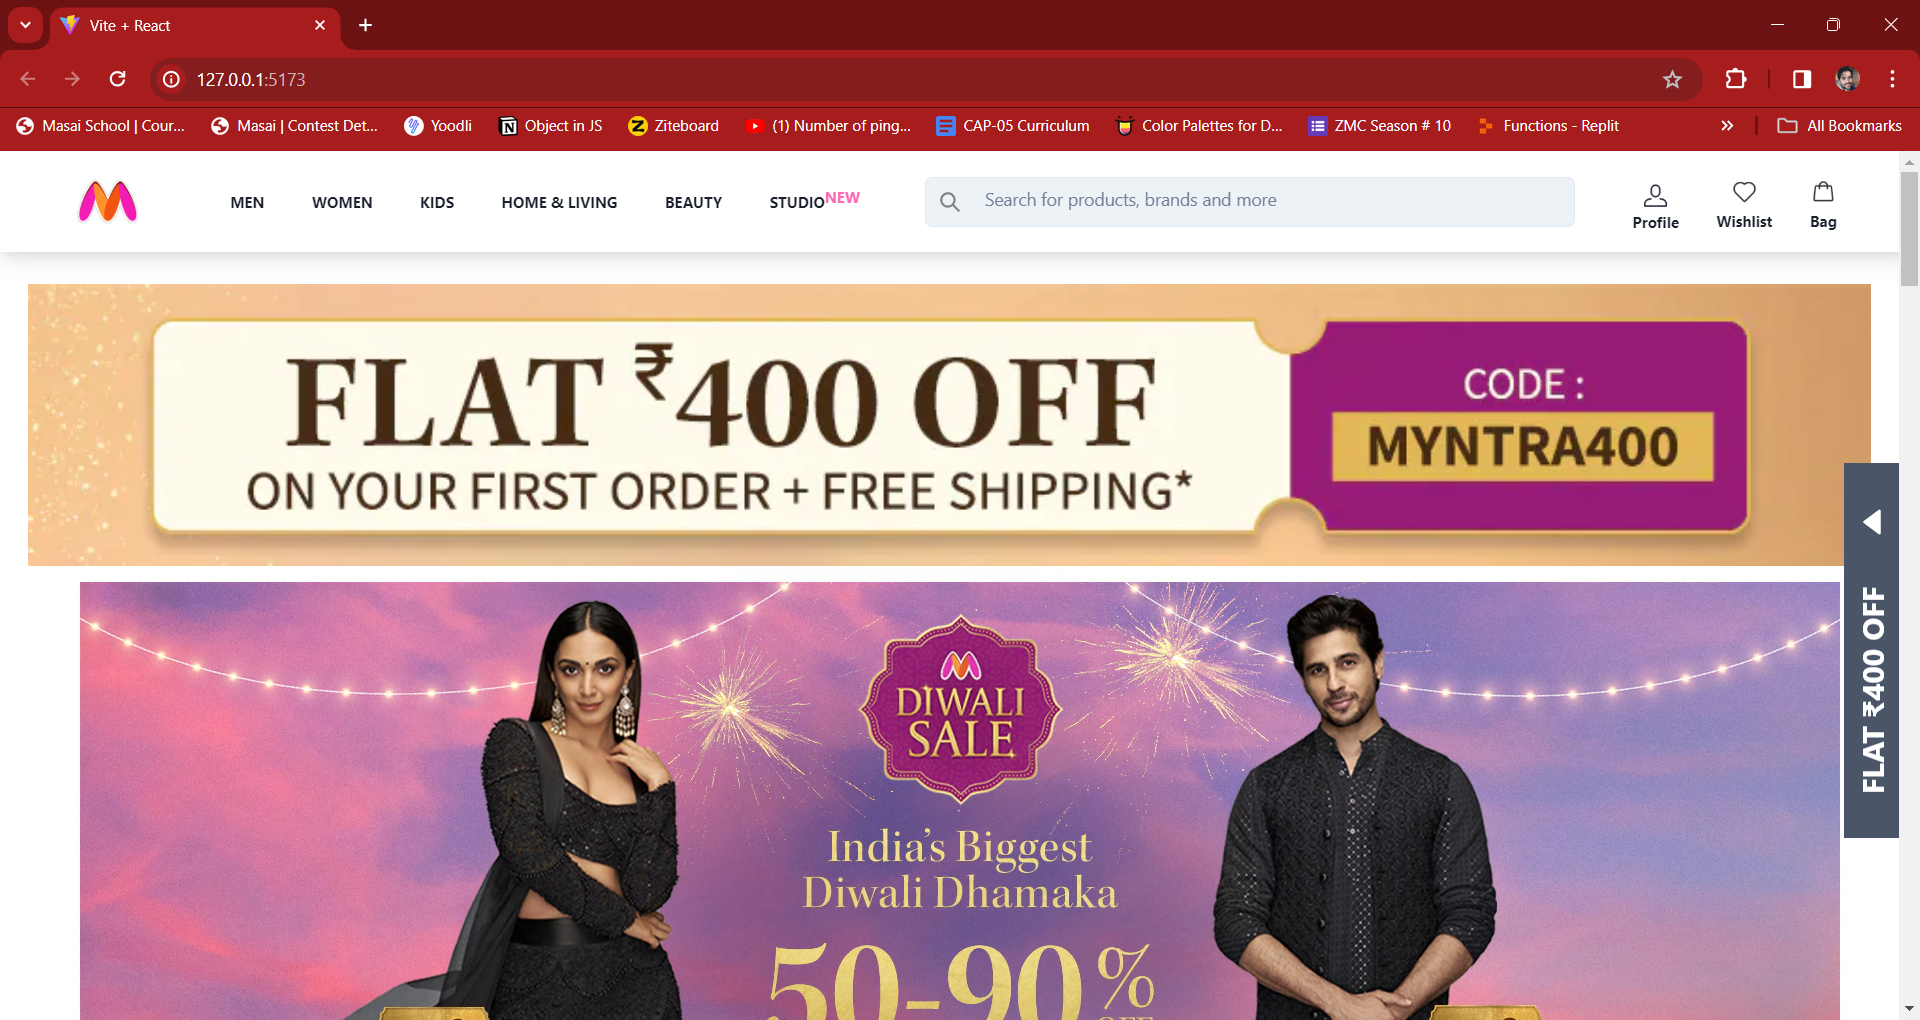 Vite + React
127.0.0.1:5173
Masai School | Cour...
Masai | Contest Det...
Yoodli
Object in JS
Ziteboard
(1) Number of ping...
CAP-05 Curriculum
Color Palettes for D...
ZMC Season # 10
Functions - Replit
All Bookmarks
MEN
WOMEN
KIDS
HOME & LIVING
BEAUTY
STUDIO NEW
Search for products, brands and more
Profile
Wishlist
Bag
FLAT ₹400 OFF
ON YOUR FIRST ORDER + FREE SHIPPING*
CODE :
MYNTRA400
FLAT ₹400 OFF
DIWALI
SALE
India's Biggest
Diwali Dhamaka
50-90%